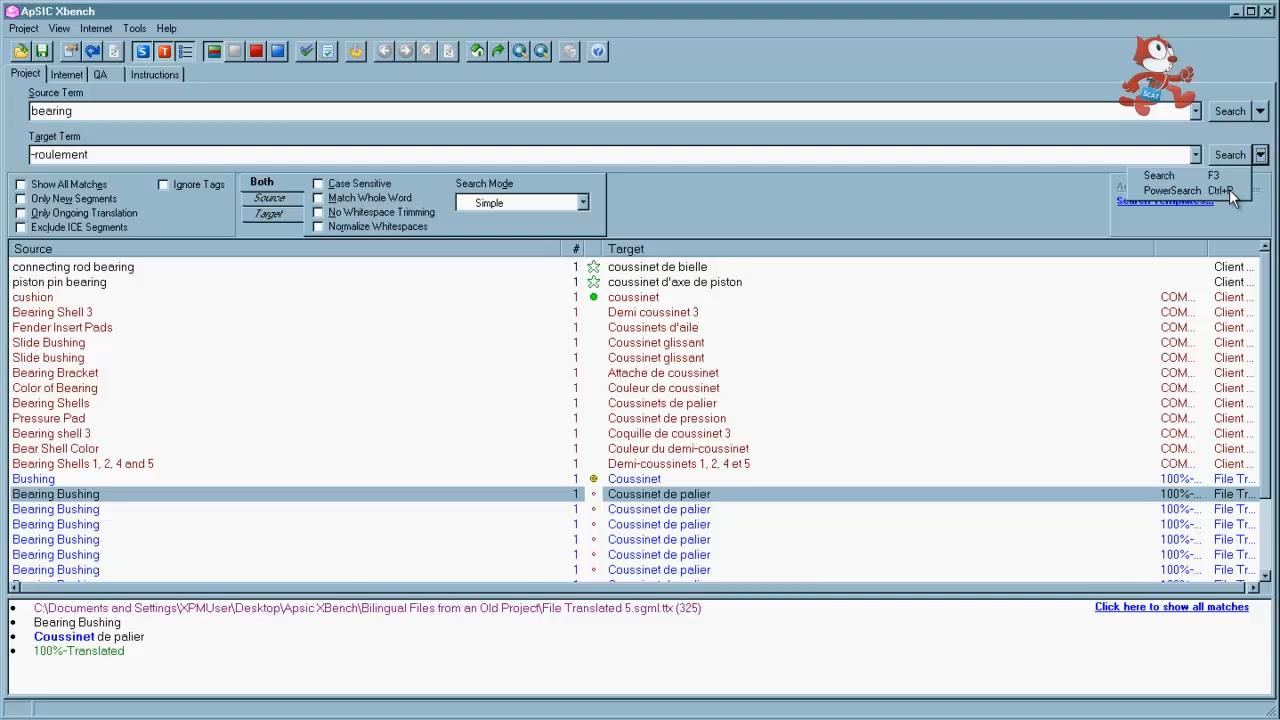 ApSIC Xbench
Project View Internet Tools Help
S T
Project Internet QA Instructions
Source Term
bearing
Search
Target Term
-roulement
Search
Search F3
PowerSearch
Search Templates...
Show All Matches
Ignore Tags
Only New Segments
Only Ongoing Translation
Exclude ICE Segments
Both
Source
Target
Case Sensitive
Match Whole Word
No Whitespace Trimming
Normalize Whitespaces
Search Mode
Simple
SCAT
Source # Target
connecting rod bearing 1 coussinet de bielle Client ...
piston pin bearing 1 coussinet d'axe de piston Client ...
cushion 1 coussinet COM... Client ...
Bearing Shell 3 1 Demi coussinet 3 COM... Client ...
Fender Insert Pads 1 Coussinets d'aile COM... Client ...
Slide Bushing 1 Coussinet glissant COM... Client ...
Slide bushing 1 Coussinet glissant COM... Client ...
Bearing Bracket 1 Attache de coussinet COM... Client ...
Color of Bearing 1 Couleur de coussinet COM... Client ...
Bearing Shells 1 Coussinets de palier COM... Client ...
Pressure Pad 1 Coussinet de pression COM... Client ...
Bearing shell 3 1 Coquille de coussinet 3 COM... Client ...
Bear Shell Color 1 Couleur du demi-coussinet COM... Client ...
Bearing Shells 1, 2, 4 and 5 1 Demi-coussinets 1, 2, 4 et 5 COM... Client ...
Bushing 1 Coussinet 100%-... File Tr...
Bearing Bushing 1 Coussinet de palier 100%-... File Tr...
Bearing Bushing 1 Coussinet de palier 100%-... File Tr...
Bearing Bushing 1 Coussinet de palier 100%-... File Tr...
Bearing Bushing 1 Coussinet de palier 100%-... File Tr...
Bearing Bushing 1 Coussinet de palier 100%-... File Tr...
Bearing Bushing 1 Coussinet de palier 100%-... File Tr...
C:\Documents and Settings\XPMUser\Desktop\Apsic XBench\Bilingual Files from an Old Project\File Translated 5.sgml.ttx (325)
Click here to show all matches
Bearing Bushing
Coussinet de palier
100%-Translated